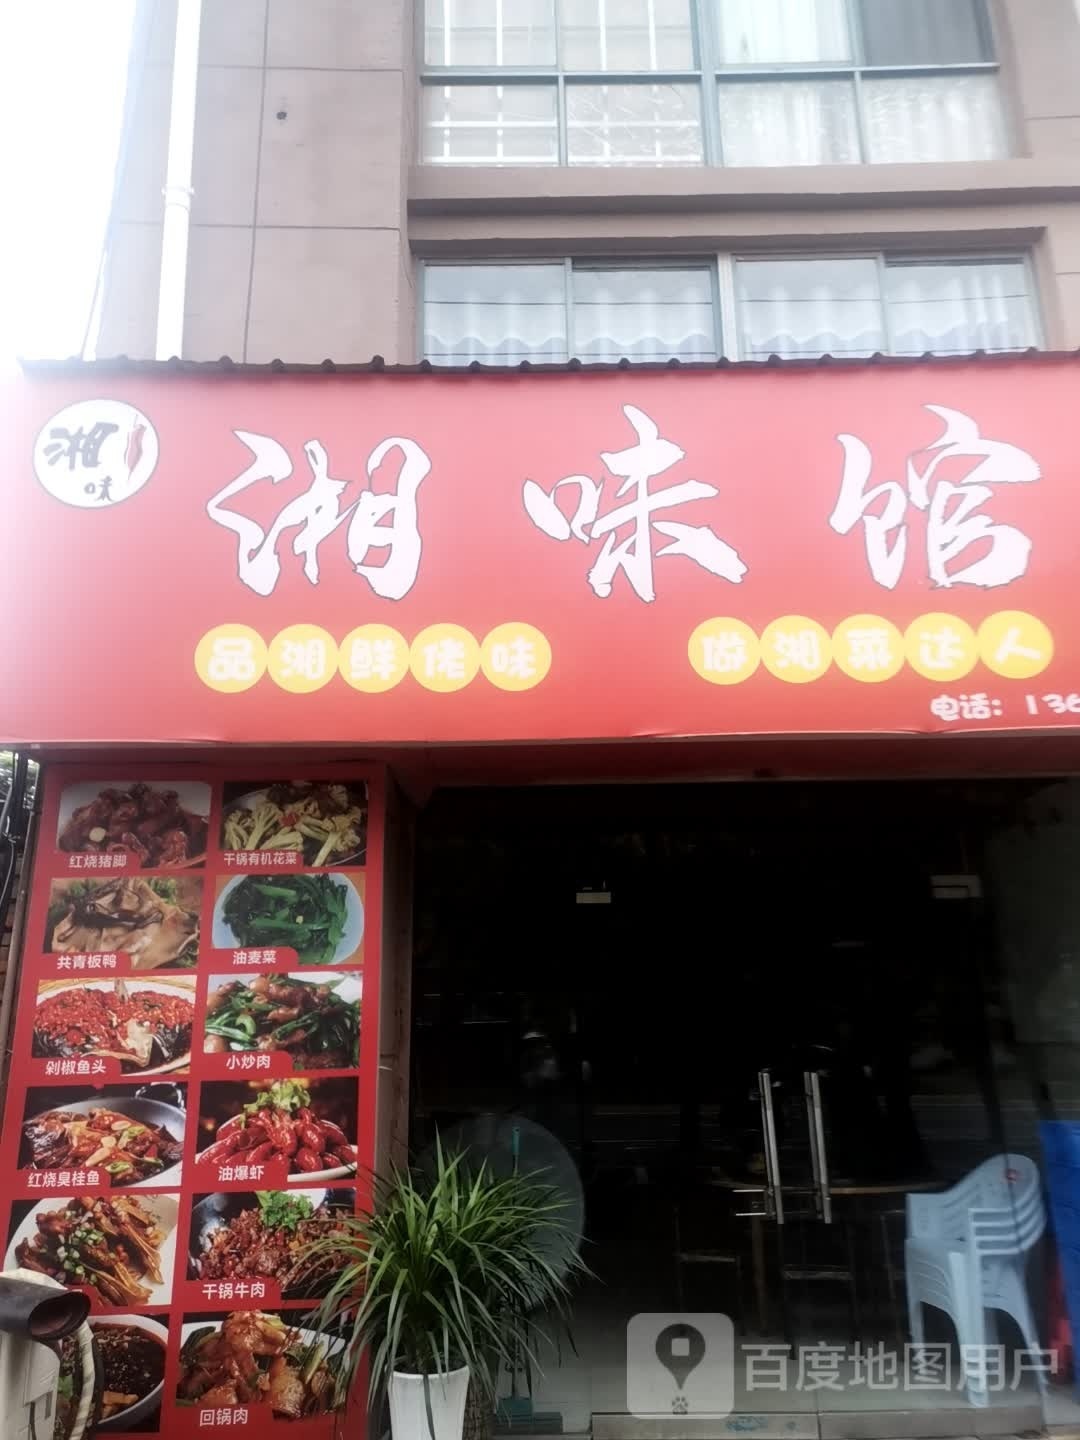 湘
味
湘味馆
品湘鲜佬味 做湘菜达人
电话：136
红烧猪脚 干锅有机花菜
共青板鸭 油麦菜
剁椒鱼头 小炒肉
红烧臭桂鱼 油爆虾
干锅牛肉
回锅肉
百度地图用户